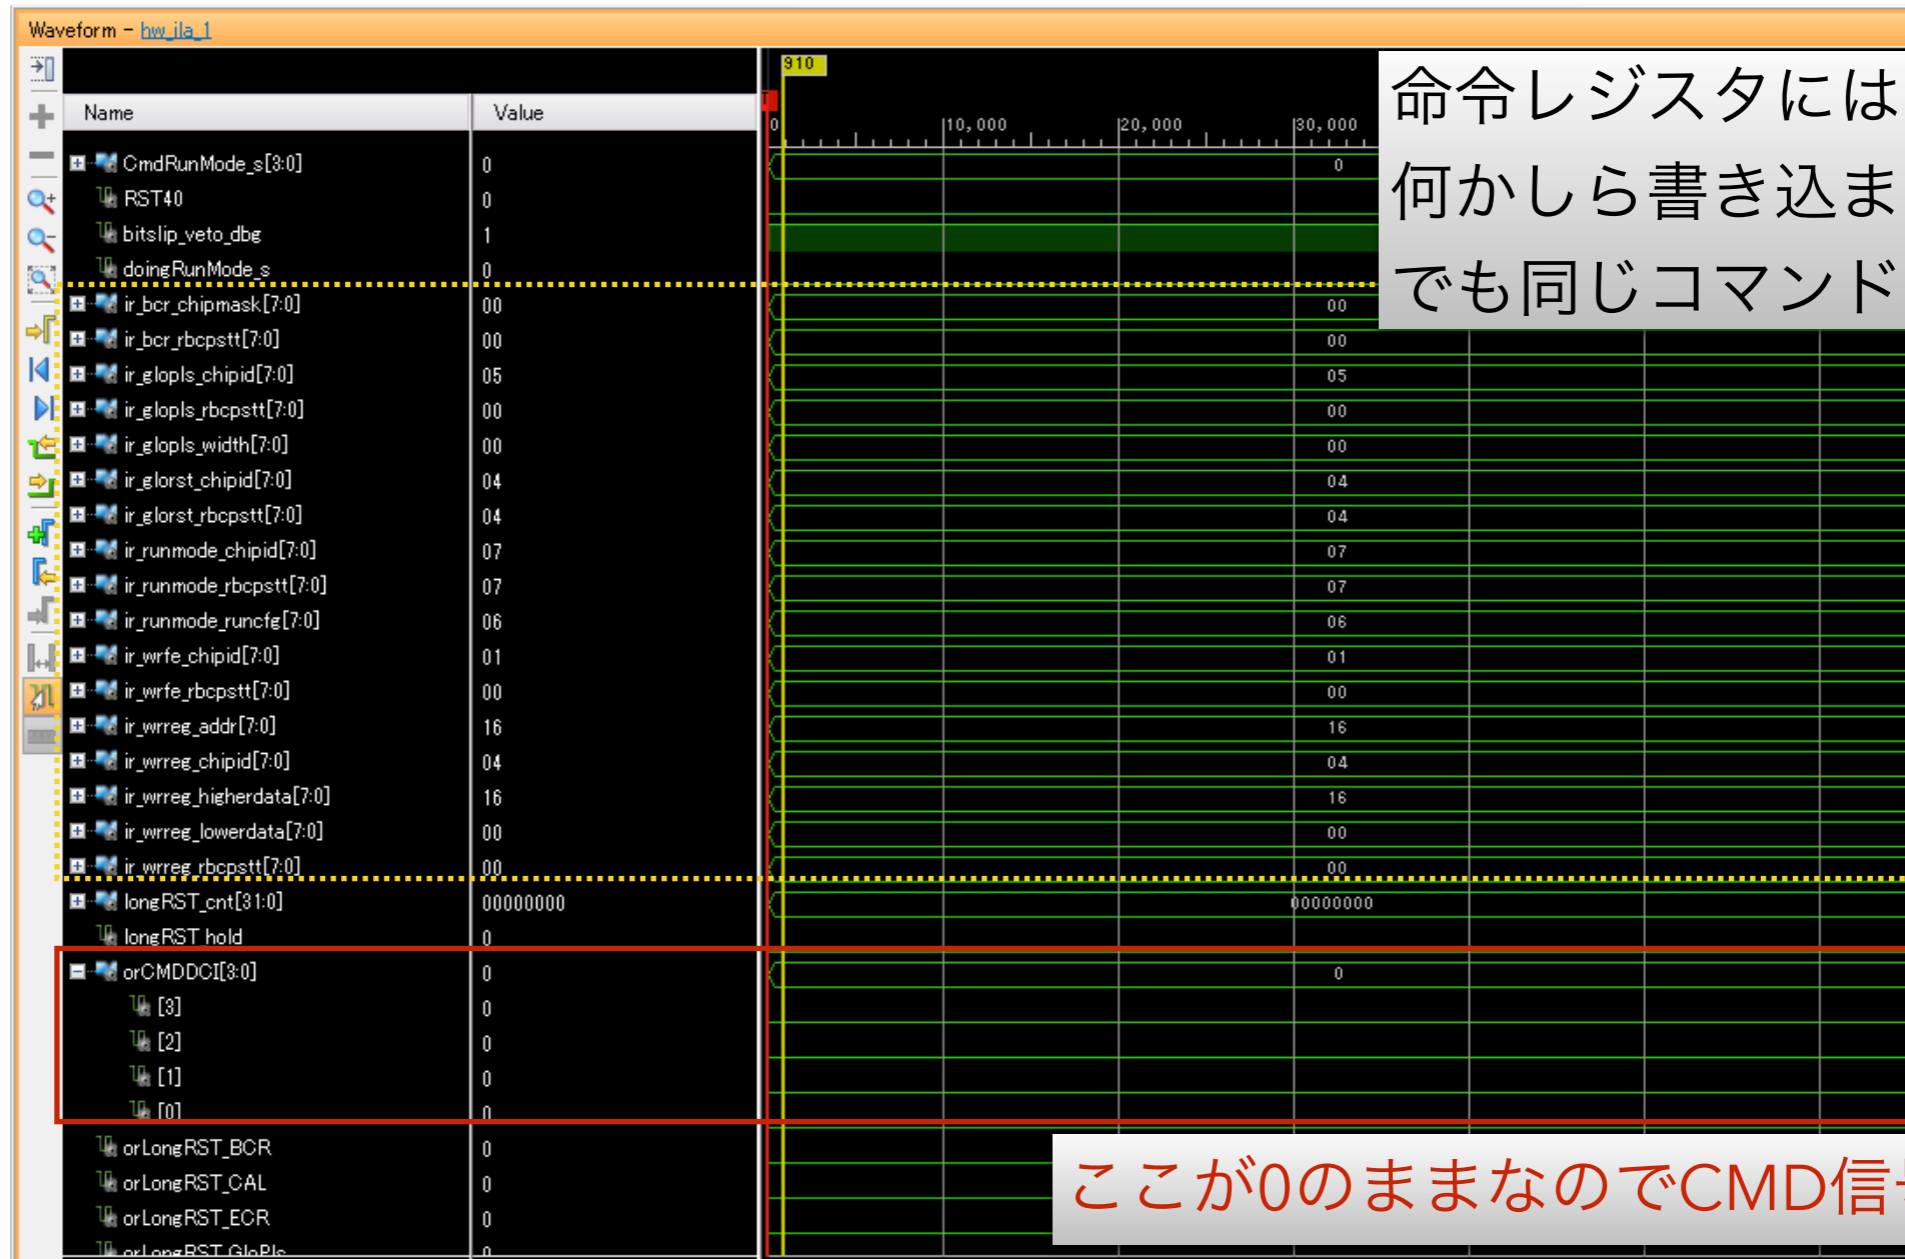 Waveform - hw_ila_1
910
命令レジスタには
Name Value
0 10,000 20,000 30,000
何かしら書き込ま
でも同じコマンド
CmdRunMode_s[3:0] 0 0
RST40 0
bitslip_veto_dbg 1
doingRunMode_s 0
ir_bcr_chipmask[7:0] 00 00
ir_bcr_rbcpstt[7:0] 00 00
ir_glopls_chipid[7:0] 05 05
ir_glopls_rbcpstt[7:0] 00 00
ir_glopls_width[7:0] 00 00
ir_glorst_chipid[7:0] 04 04
ir_glorst_rbcpstt[7:0] 04 04
ir_runmode_chipid[7:0] 07 07
ir_runmode_rbcpstt[7:0] 07 07
ir_runmode_runcfg[7:0] 06 06
ir_wrfe_chipid[7:0] 01 01
ir_wrfe_rbcpstt[7:0] 00 00
ir_wrreg_addr[7:0] 16 16
ir_wrreg_chipid[7:0] 04 04
ir_wrreg_higherdata[7:0] 16 16
ir_wrreg_lowerdata[7:0] 00 00
ir_wrreg_rbcpstt[7:0] 00 00
longRST_cnt[31:0] 00000000 00000000
longRST_hold 0
orCMDDCI[3:0] 0 0
[3] 0
[2] 0
[1] 0
[0] 0
orLongRST_BCR 0
orLongRST_CAL 0
orLongRST_ECR 0
orLongRST_GloPls 0
ここが0のままなのでCMD信